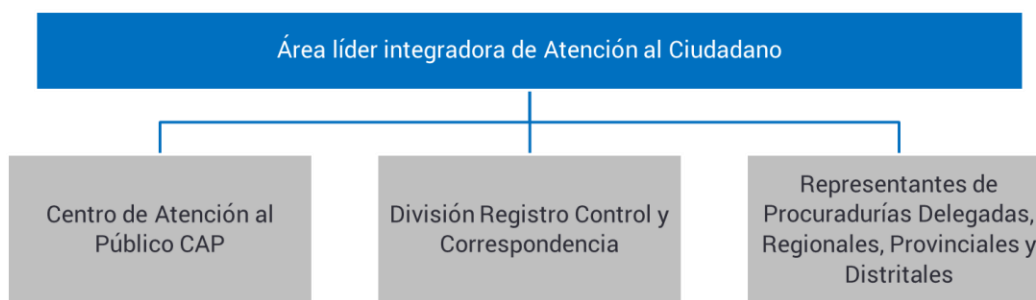 Área líder integradora de Atención al Ciudadano
Centro de Atención al
Público CAP
División Registro Control y
Correspondencia
Representantes de
Procuradurías Delegadas,
Regionales, Provinciales y
Distritales